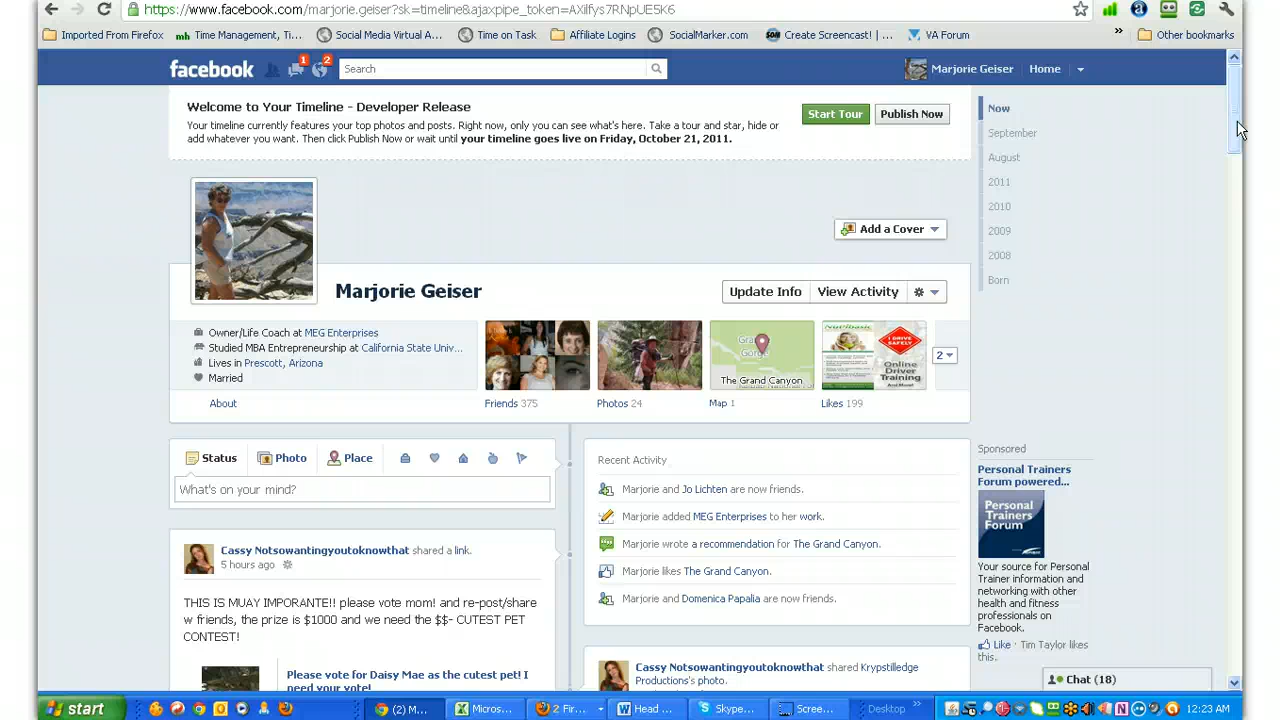 https://www.facebook.com/marjorie.geiser?sk=timeline&ajaxpipe_token=AXilfys7RNpUE5K6
Imported From Firefox
Time Management, Ti...
Social Media Virtual A...
Time on Task
Affiliate Logins
SocialMarker.com
Create Screencast! | ...
VA Forum
»
Other bookmarks
facebook
1
2
Search
Marjorie Geiser
Home
Welcome to Your Timeline - Developer Release
Your timeline currently features your top photos and posts. Right now, only you can see what's here. Take a tour and star, hide or
add whatever you want. Then click Publish Now or wait until your timeline goes live on Friday, October 21, 2011.
Start Tour
Publish Now
Now
September
August
2011
2010
2009
2008
Born
Add a Cover
Marjorie Geiser
Update Info
View Activity
Owner/Life Coach at MEG Enterprises
Studied MBA Entrepreneurship at California State Univ...
Lives in Prescott, Arizona
Married
About
The Grand Canyon
I DRIVE
SAFELY
Online
Driver
Training
2
Friends 375
Photos 24
Map 1
Likes 199
Status
Photo
Place
What's on your mind?
Cassy Notsowantingyoutoknowthat shared a link.
5 hours ago
THIS IS MUAY IMPORANTE!! please vote mom! and re-post/share
w friends, the prize is $1000 and we need the $$- CUTEST PET
CONTEST!
Please vote for Daisy Mae as the cutest pet! I
need your vote!
Recent Activity
Marjorie and Jo Lichten are now friends.
Marjorie added MEG Enterprises to her work.
Marjorie wrote a recommendation for The Grand Canyon.
Marjorie likes The Grand Canyon.
Marjorie and Domenica Papalia are now friends.
Cassy Notsowantingyoutoknowthat shared Krypstilledge
Productions's photo.
Sponsored
Personal Trainers
Forum powered...
Personal
Trainers
Forum
Your source for Personal
Trainer information and
networking with other
health and fitness
professionals on
Facebook.
Like · Tim Taylor likes
this.
Chat (18)
start
(2) M...
Micros...
2 Fir...
Head ...
Skype...
Scree...
Desktop
»
12:23 AM